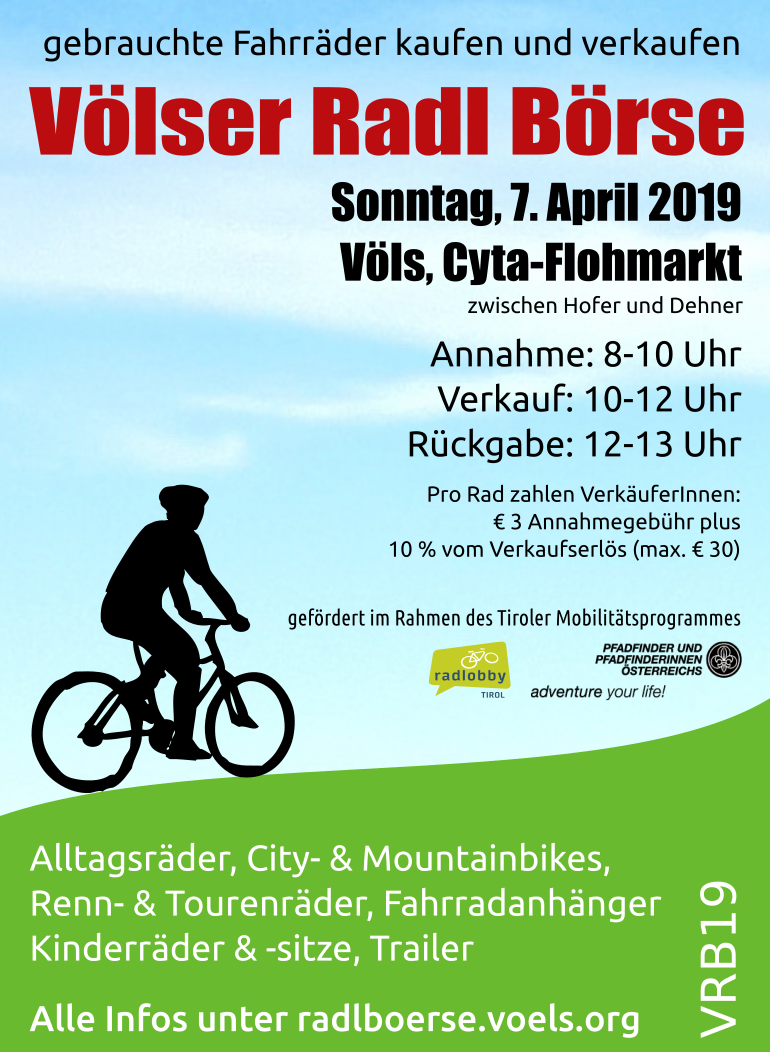 gebrauchte Fahrräder kaufen und verkaufen
Völser Radl Börse
Sonntag, 7. April 2019
Völs, Cyta-Flohmarkt
zwischen Hofer und Dehner
Annahme: 8-10 Uhr
Verkauf: 10-12 Uhr
Rückgabe: 12-13 Uhr
Pro Rad zahlen VerkäuferInnen:
€ 3 Annahmegebühr plus
10 % vom Verkaufserlös (max. € 30)
gefördert im Rahmen des Tiroler Mobilitätsprogrammes
radlobby
TIROL
PFADFINDER UND
PFADFINDERINNEN
ÖSTERREICHS
adventure your life!
Alltagsräder, City- & Mountainbikes,
Renn- & Tourenräder, Fahrradanhänger
Kinderräder & -sitze, Trailer
Alle Infos unter radlboerse.voels.org
VRB19